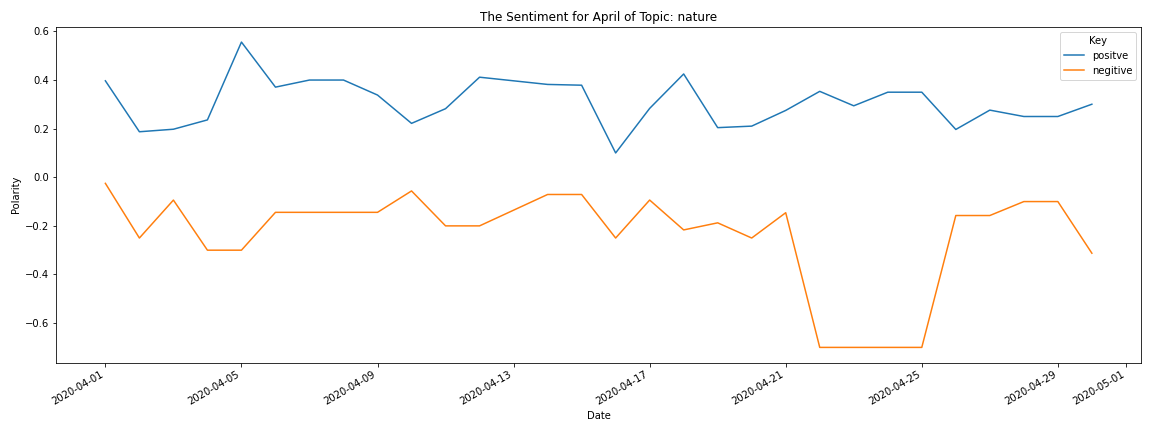 The Sentiment for April of Topic: nature
Key
positve
negitive
0.6
0.4
0.2
0.0
−0.2
−0.4
−0.6
Polarity
2020-04-01
2020-04-05
2020-04-09
2020-04-13
2020-04-17
2020-04-21
2020-04-25
2020-04-29
2020-05-01
Date